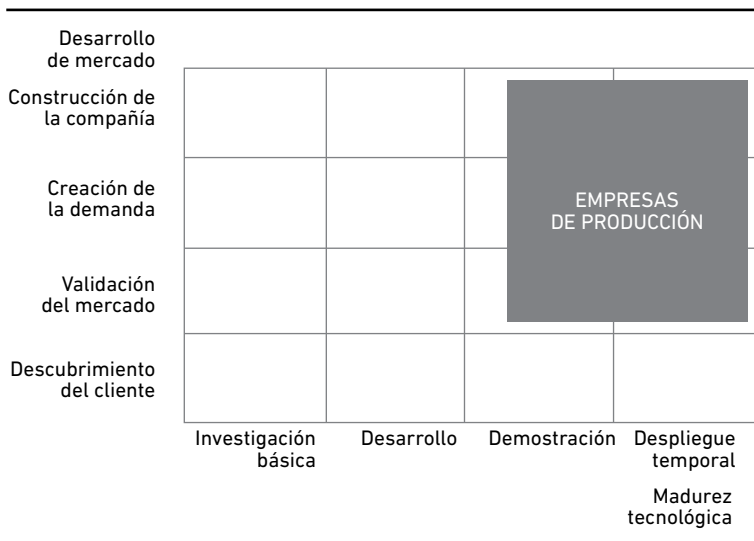 Desarrollo
de mercado
Construcción de
la compañía
Creación de
la demanda
EMPRESAS
DE PRODUCCIÓN
Validación
del mercado
Descubrimiento
del cliente
Investigación
básica
Desarrollo
Demostración
Despliegue
temporal
Madurez
tecnológica